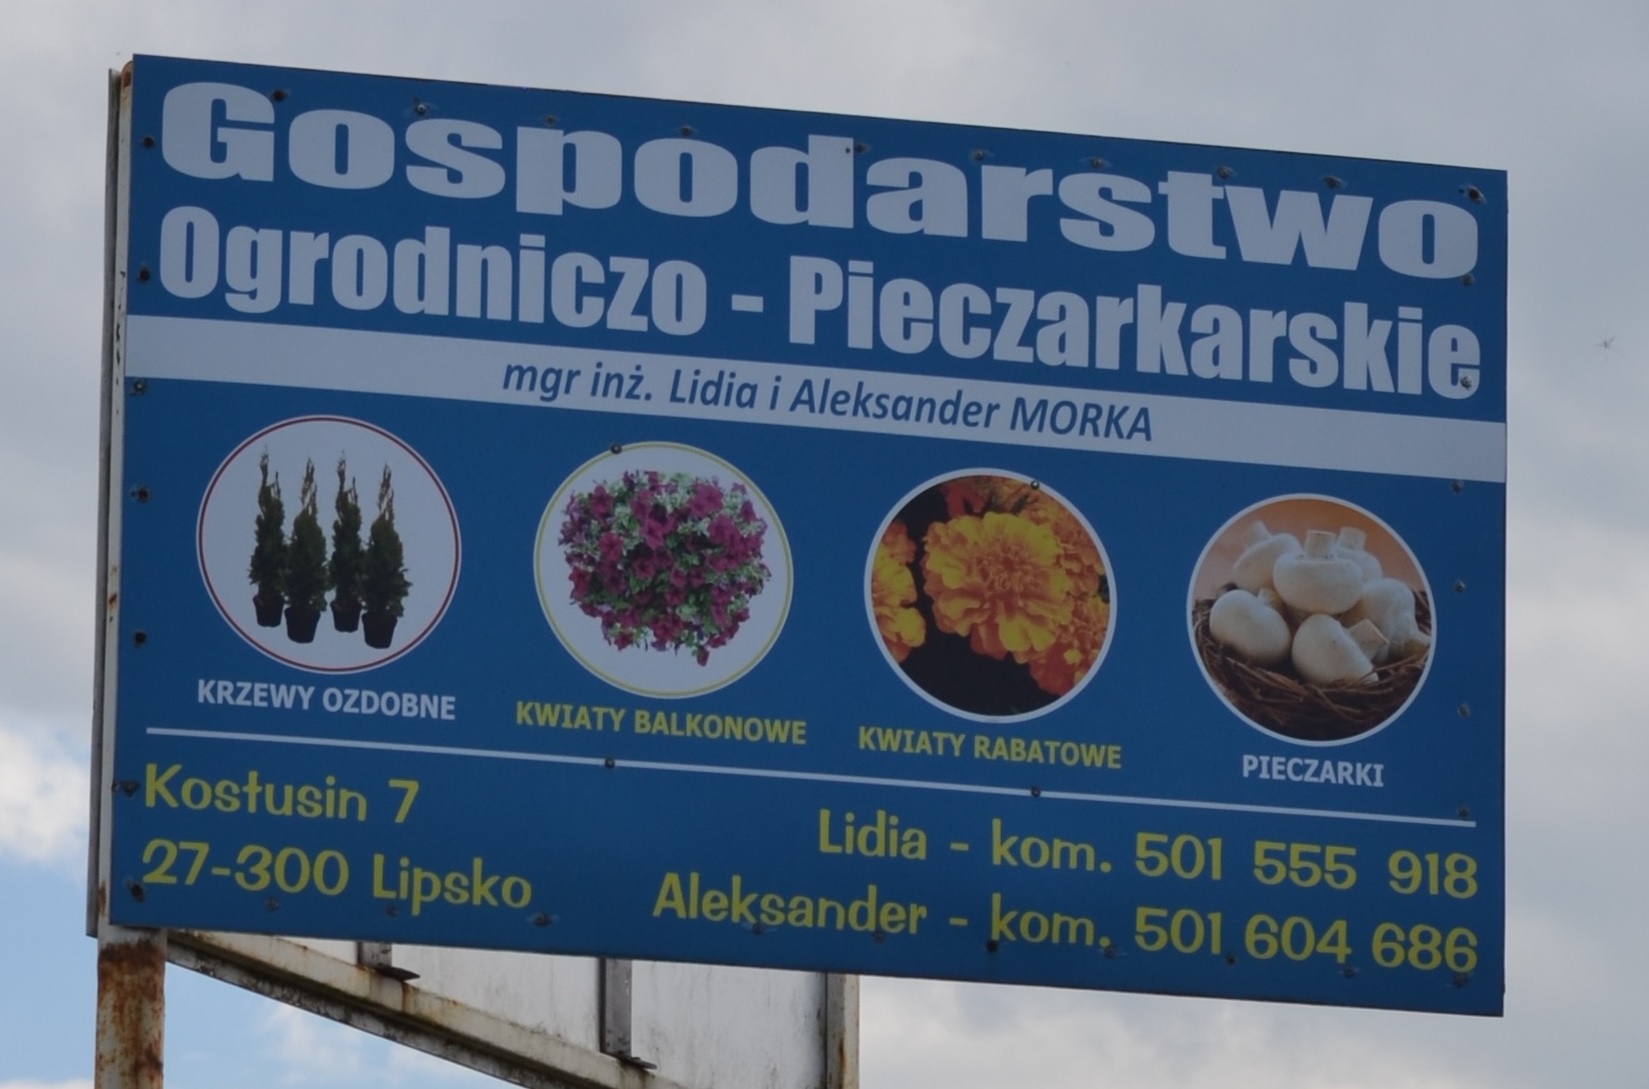 Gospodarstwo
Ogrodniczo - Pieczarkarskie
mgr inż. Lidia i Aleksander MORKA
KRZEWY OZDOBNE
KWIATY BALKONOWE
KWIATY RABATOWE
PIECZARKI
Kosłusin 7
27-300 Lipsko
Lidia - kom. 501 555 918
Aleksander - kom. 501 604 686